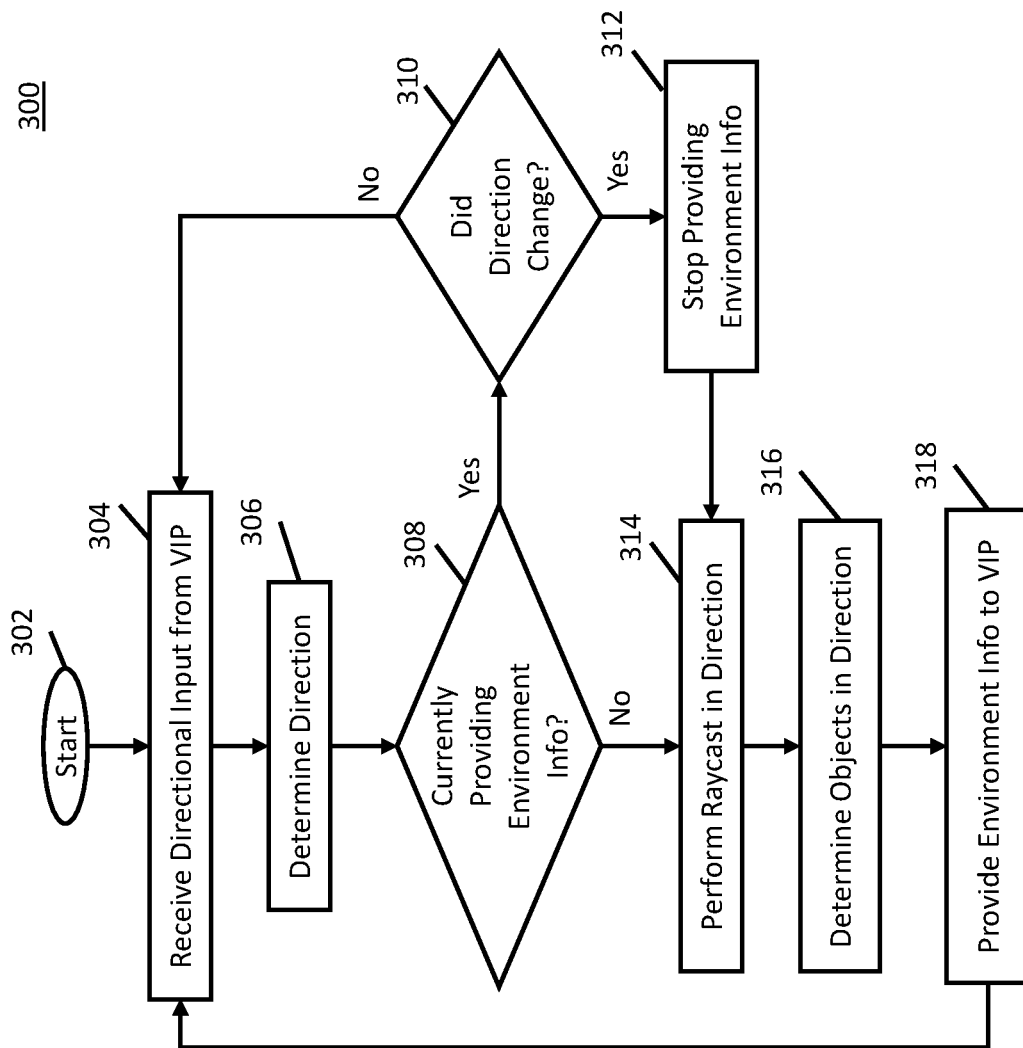 300
302
Start
304
Receive Directional Input from VIP
306
Determine Direction
308
Currently
Providing
Environment
Info?
Yes
No
310
Did
Direction
Change?
No
Yes
312
Stop Providing
Environment Info
314
Perform Raycast in Direction
316
Determine Objects in Direction
318
Provide Environment Info to VIP